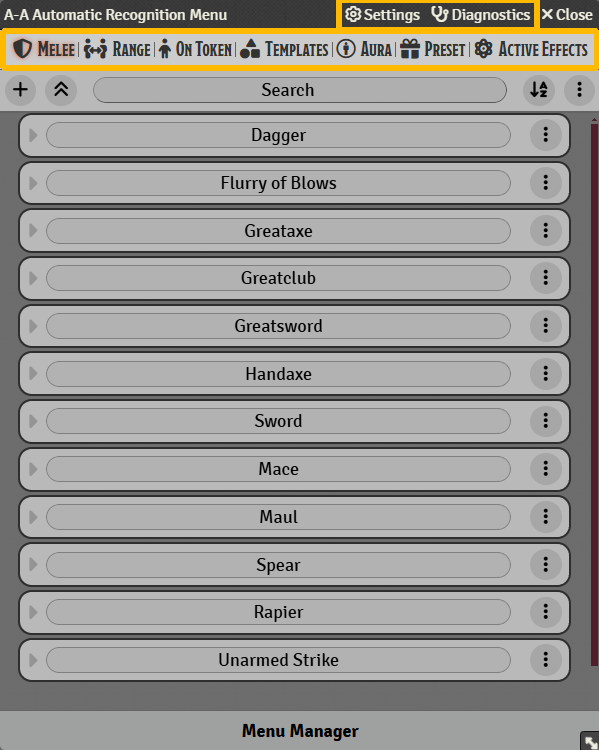 A-A Automatic Recognition Menu Settings Diagnostics Close
MELEE RANGE ON TOKEN TEMPLATES AURA PRESET ACTIVE EFFECTS
Search
Dagger
Flurry of Blows
Greataxe
Greatclub
Greatsword
Handaxe
Sword
Mace
Maul
Spear
Rapier
Unarmed Strike
Menu Manager